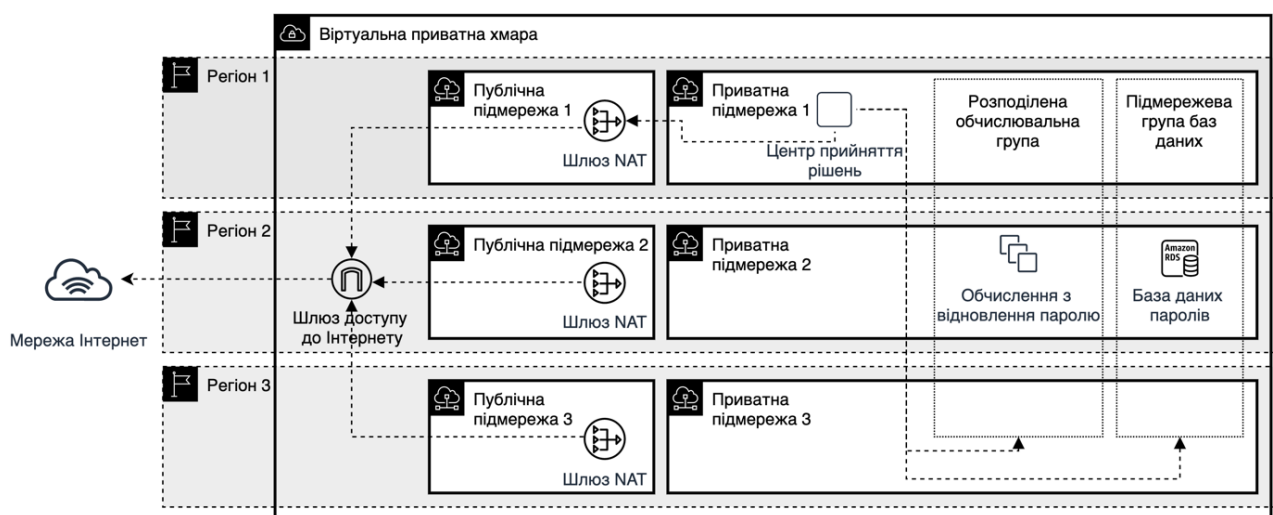 Віртуальна приватна хмара
Регіон 1
Публічна
підмережа 1
Шлюз NAT
Приватна
підмережа 1
Центр прийняття
рішень
Розподілена
обчислювальна
група
Підмережева
група баз
даних
Регіон 2
Публічна підмережа 2
Шлюз NAT
Приватна
підмережа 2
Обчислення з
відновлення паролю
Amazon
RDS
База даних
паролів
Мережа Інтернет
Шлюз доступу
до Інтернету
Регіон 3
Публічна
підмережа 3
Шлюз NAT
Приватна
підмережа 3